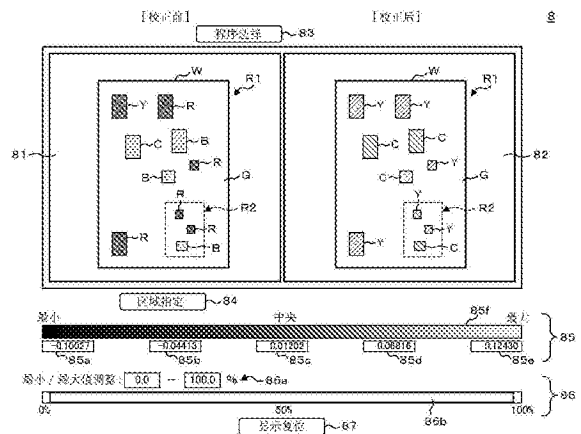 【校正前】 【校正后】 8
程序选择 83
W W
R1 R1
Y R Y Y
81 82
C B C C
R Y
B G C G
R R2 Y R2
R Y
R B Y C
区域指定 84
最小 中央 85f 最大
85
-0.10027 -0.04413 0.01202 0.06816 0.12430
85a 85b 85c 85d 85e
最小/最大值调整: 0.0 -- 100.0 % 86a
86
0% 50% 86b 100%
显示复位 87